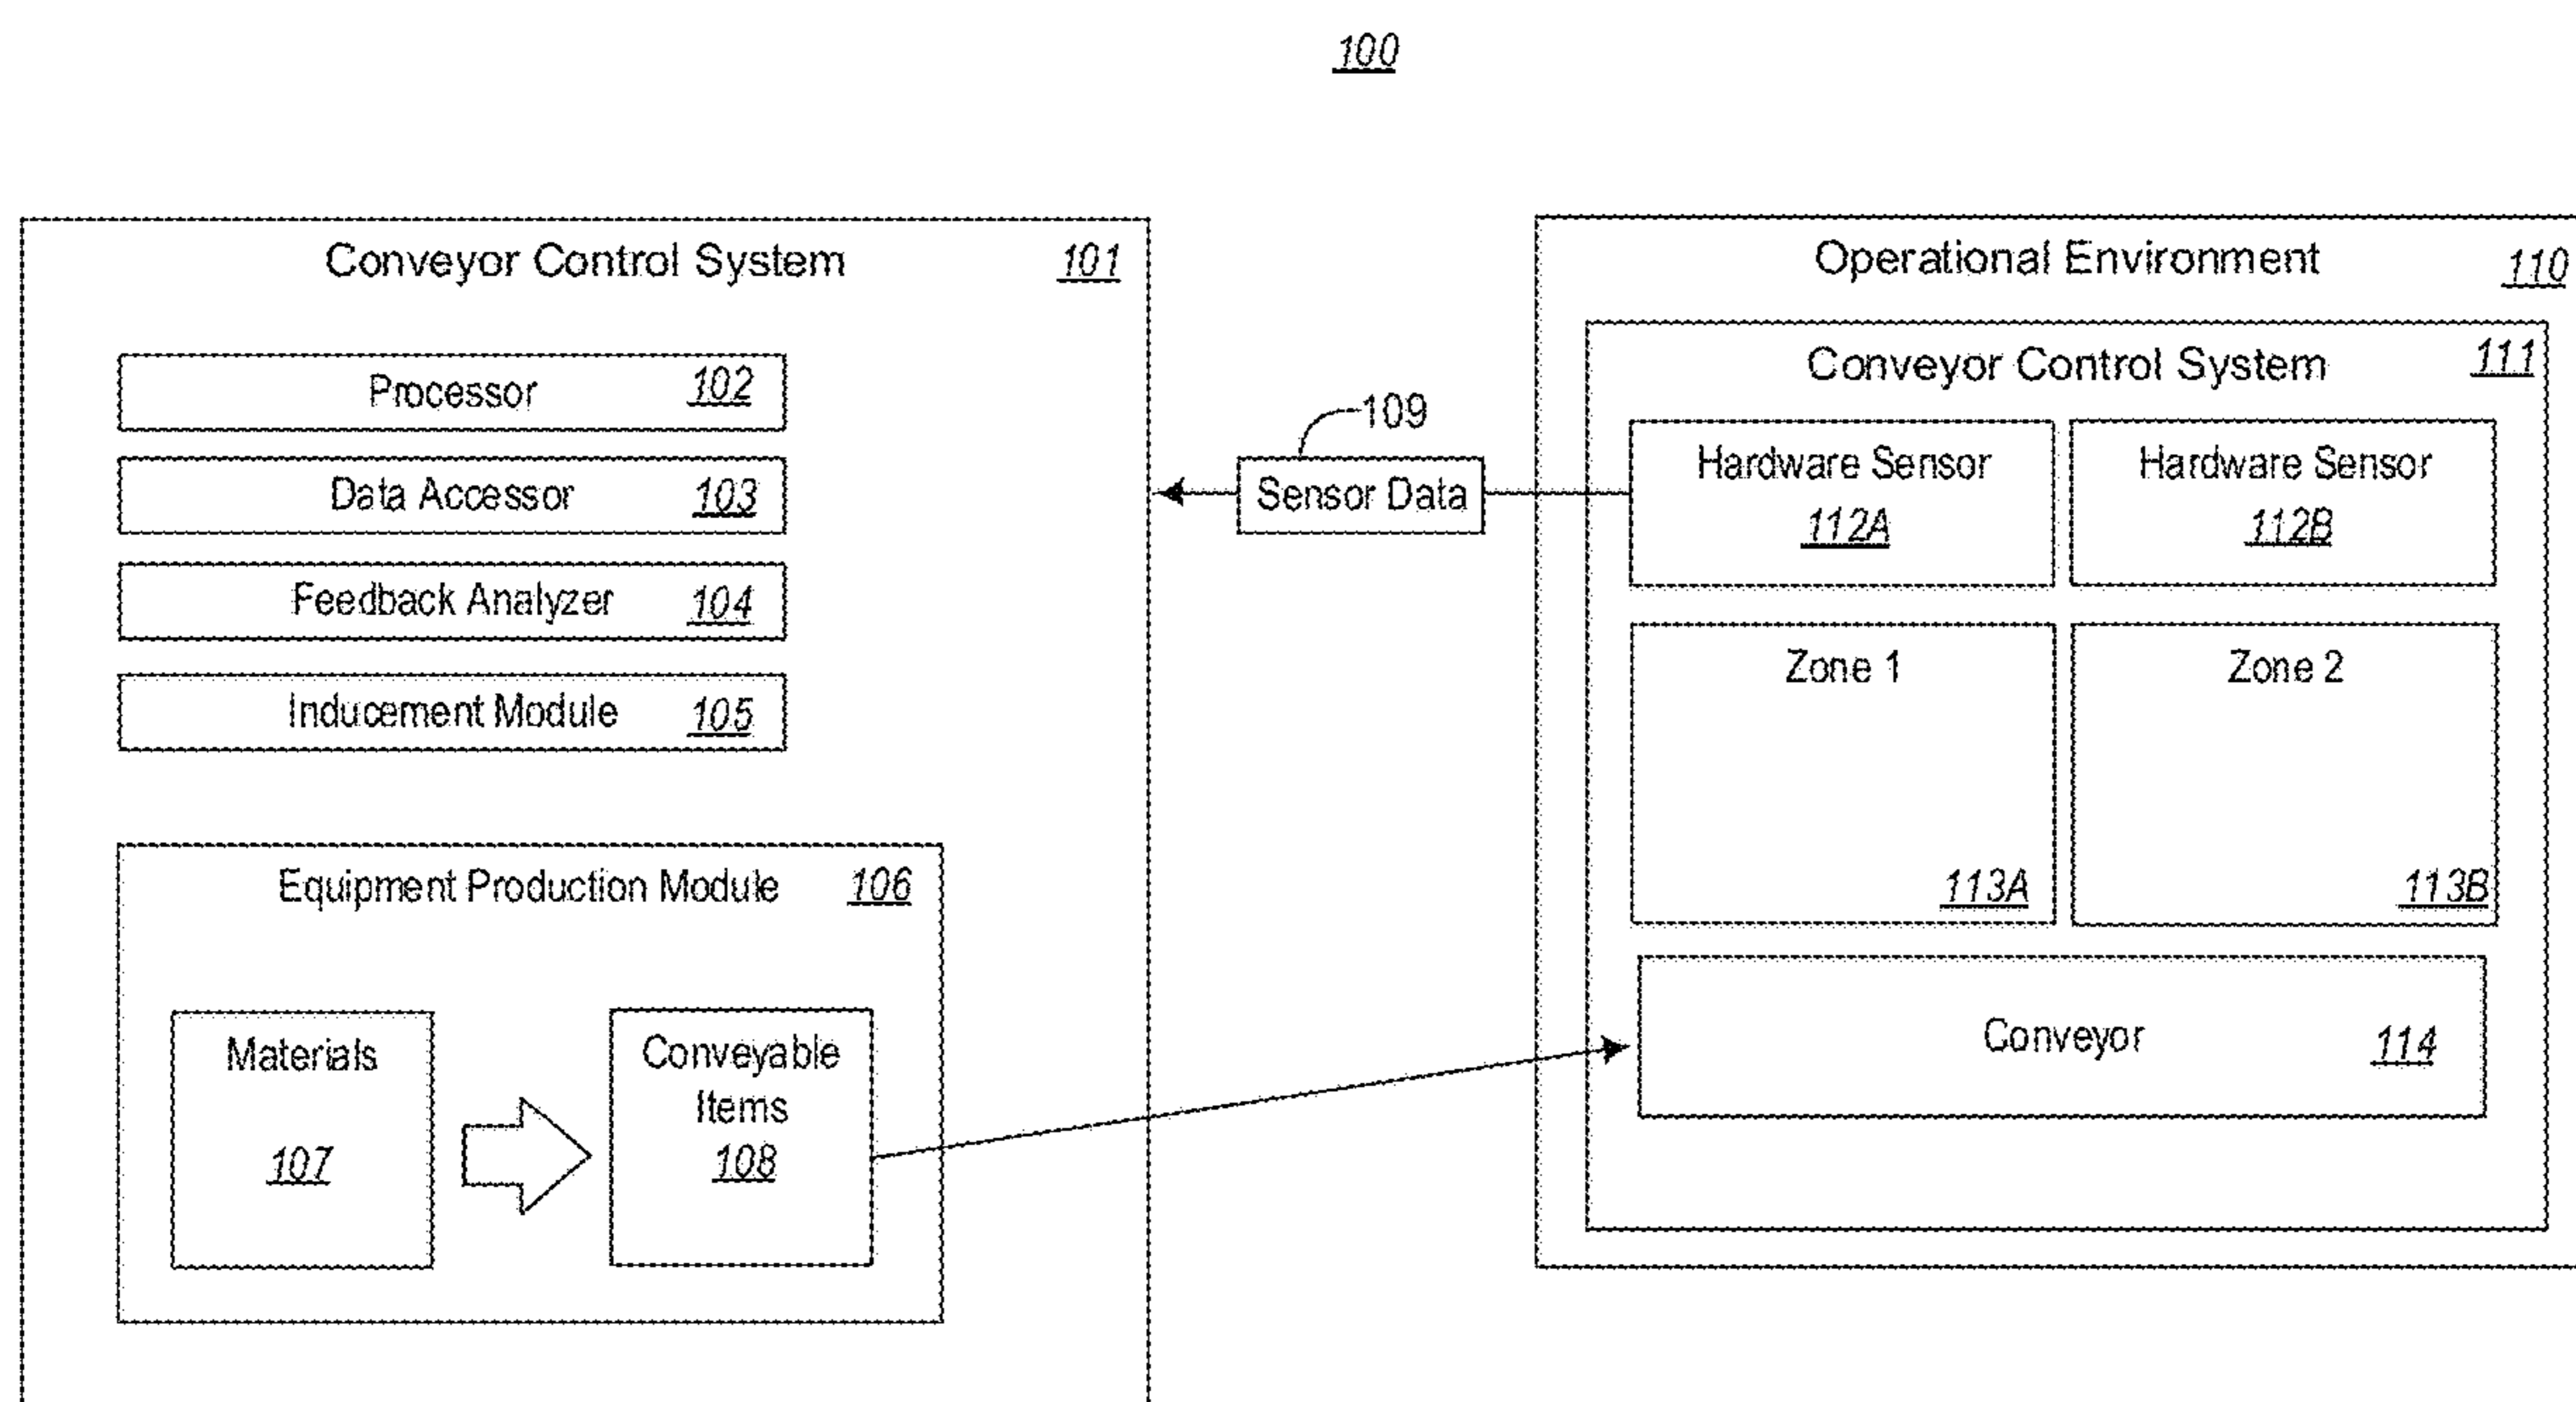 100
Conveyor Control System 101
Processor 102
Data Accessor 103
Feedback Analyzer 104
Inducement Module 105
Equipment Production Module 106
Materials
107
Conveyable
Items
108
109
Sensor Data
Operational Environment 110
Conveyor Control System 111
Hardware Sensor
112A
Hardware Sensor
112B
Zone 1
113A
Zone 2
113B
Conveyor 114